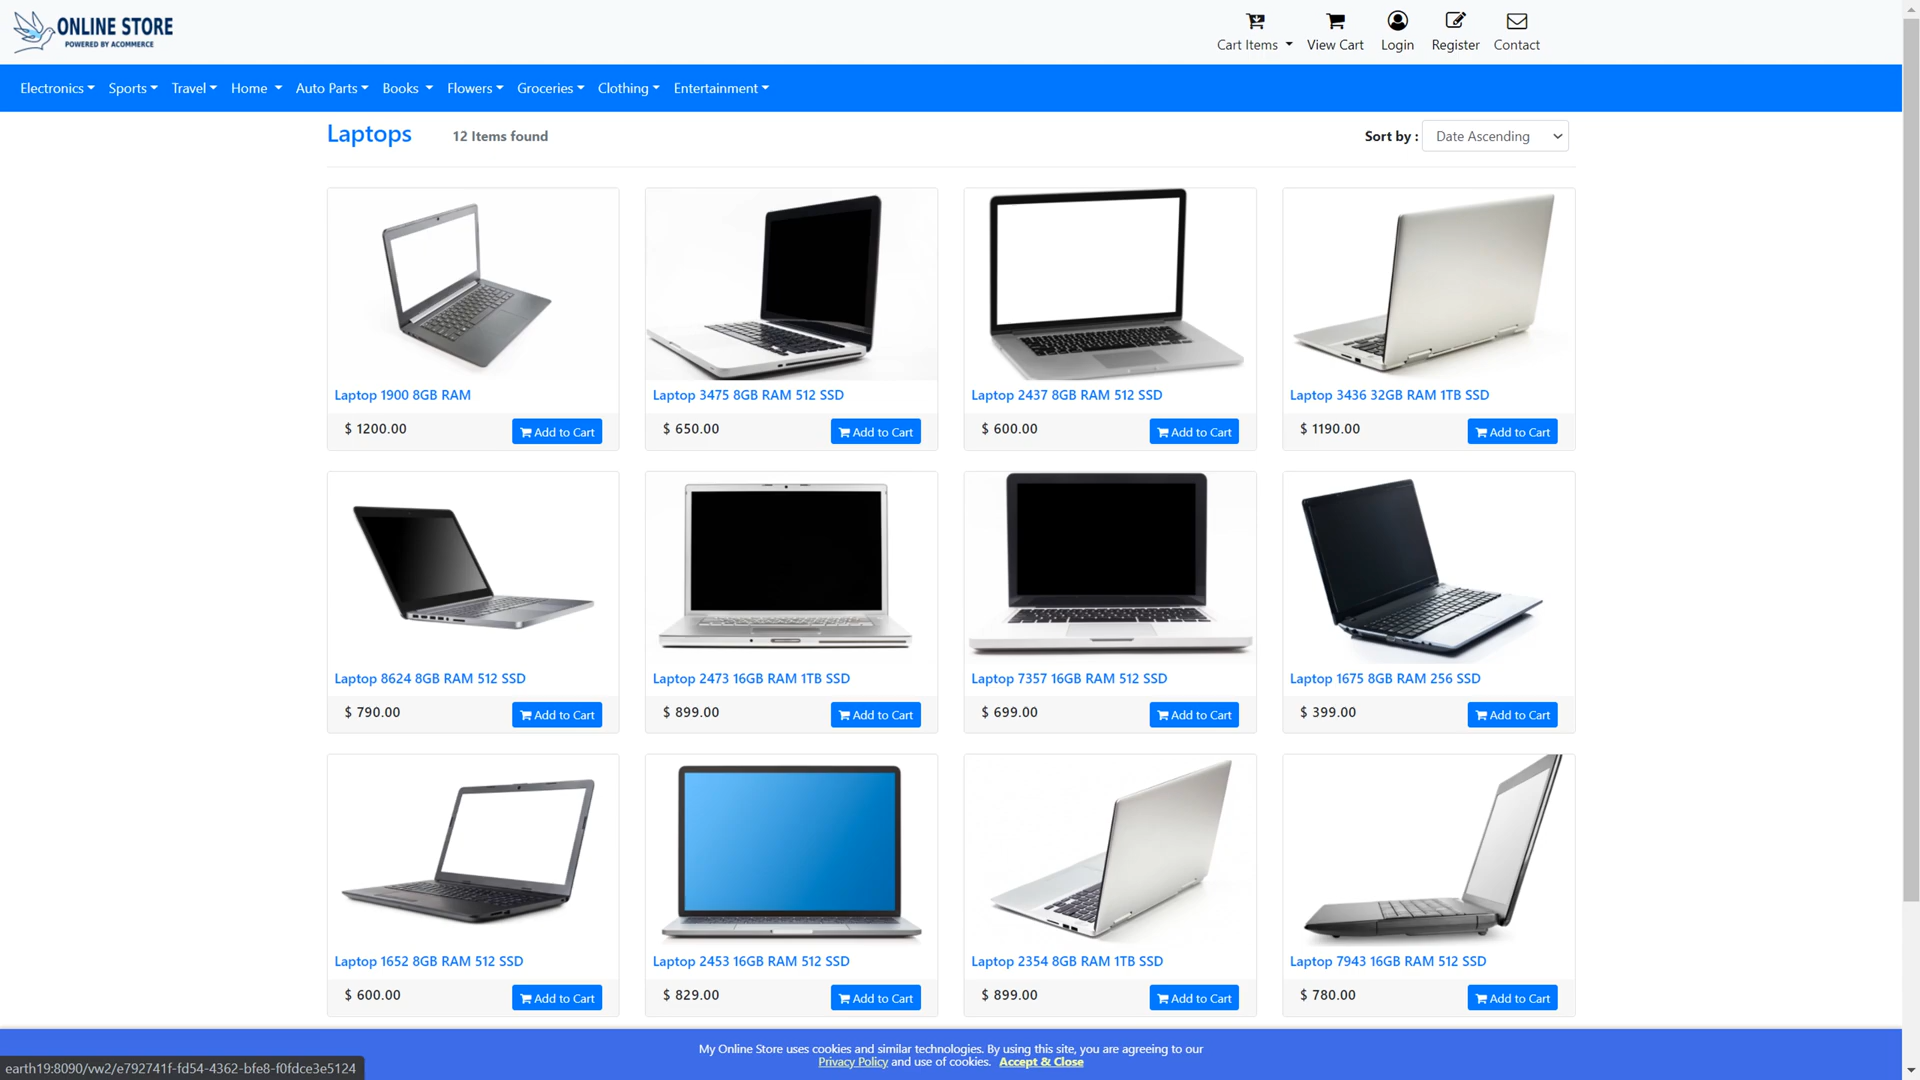 ONLINE STORE
POWERED BY ACOMMERCE
Cart Items
View Cart
Login
Register
Contact
Electronics
Sports
Travel
Home
Auto Parts
Books
Flowers
Groceries
Clothing
Entertainment
Laptops
12 Items found
Sort by :
Date Ascending
Laptop 1900 8GB RAM
$ 1200.00
Add to Cart
Laptop 3475 8GB RAM 512 SSD
$ 650.00
Add to Cart
Laptop 2437 8GB RAM 512 SSD
$ 600.00
Add to Cart
Laptop 3436 32GB RAM 1TB SSD
$ 1190.00
Add to Cart
Laptop 8624 8GB RAM 512 SSD
$ 790.00
Add to Cart
Laptop 2473 16GB RAM 1TB SSD
$ 899.00
Add to Cart
Laptop 7357 16GB RAM 512 SSD
$ 699.00
Add to Cart
Laptop 1675 8GB RAM 256 SSD
$ 399.00
Add to Cart
Laptop 1652 8GB RAM 512 SSD
$ 600.00
Add to Cart
Laptop 2453 16GB RAM 512 SSD
$ 829.00
Add to Cart
Laptop 2354 8GB RAM 1TB SSD
$ 899.00
Add to Cart
Laptop 7943 16GB RAM 512 SSD
$ 780.00
Add to Cart
My Online Store uses cookies and similar technologies. By using this site, you are agreeing to our
Privacy Policy and use of cookies. Accept & Close
earth19:8090/vw2/e792741f-fd54-4362-bfe8-f0fdce3e5124